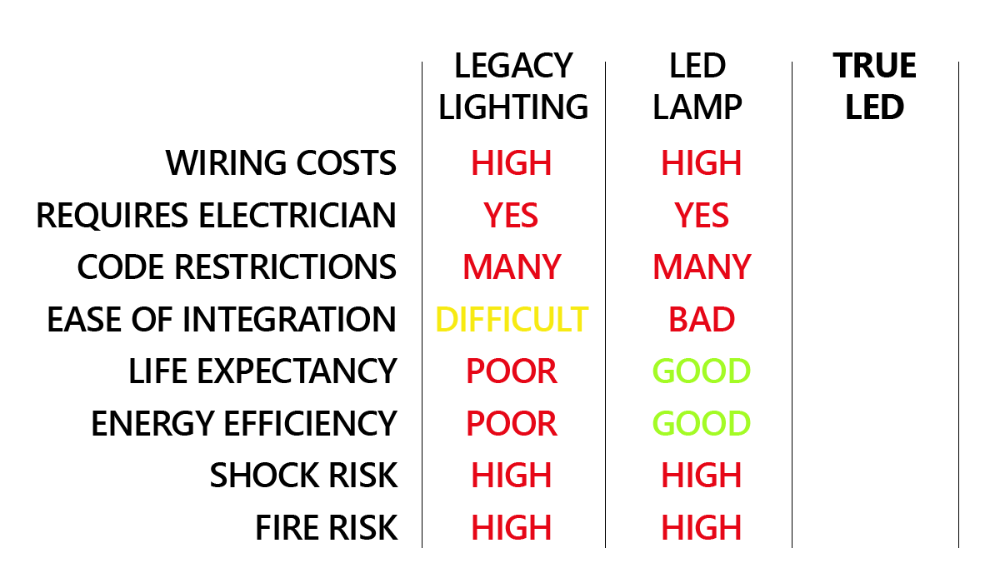 LEGACY LIGHTING LED LAMP TRUE LED
WIRING COSTS HIGH HIGH
REQUIRES ELECTRICIAN YES YES
CODE RESTRICTIONS MANY MANY
EASE OF INTEGRATION DIFFICULT BAD
LIFE EXPECTANCY POOR GOOD
ENERGY EFFICIENCY POOR GOOD
SHOCK RISK HIGH HIGH
FIRE RISK HIGH HIGH